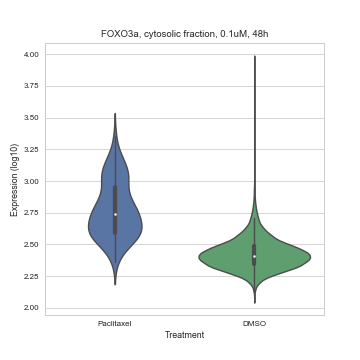 FOXO3a, cytosolic fraction, 0.1uM, 48h
Expression (log10)
4.00
3.75
3.50
3.25
3.00
2.75
2.50
2.25
2.00
Paclitaxel
DMSO
Treatment